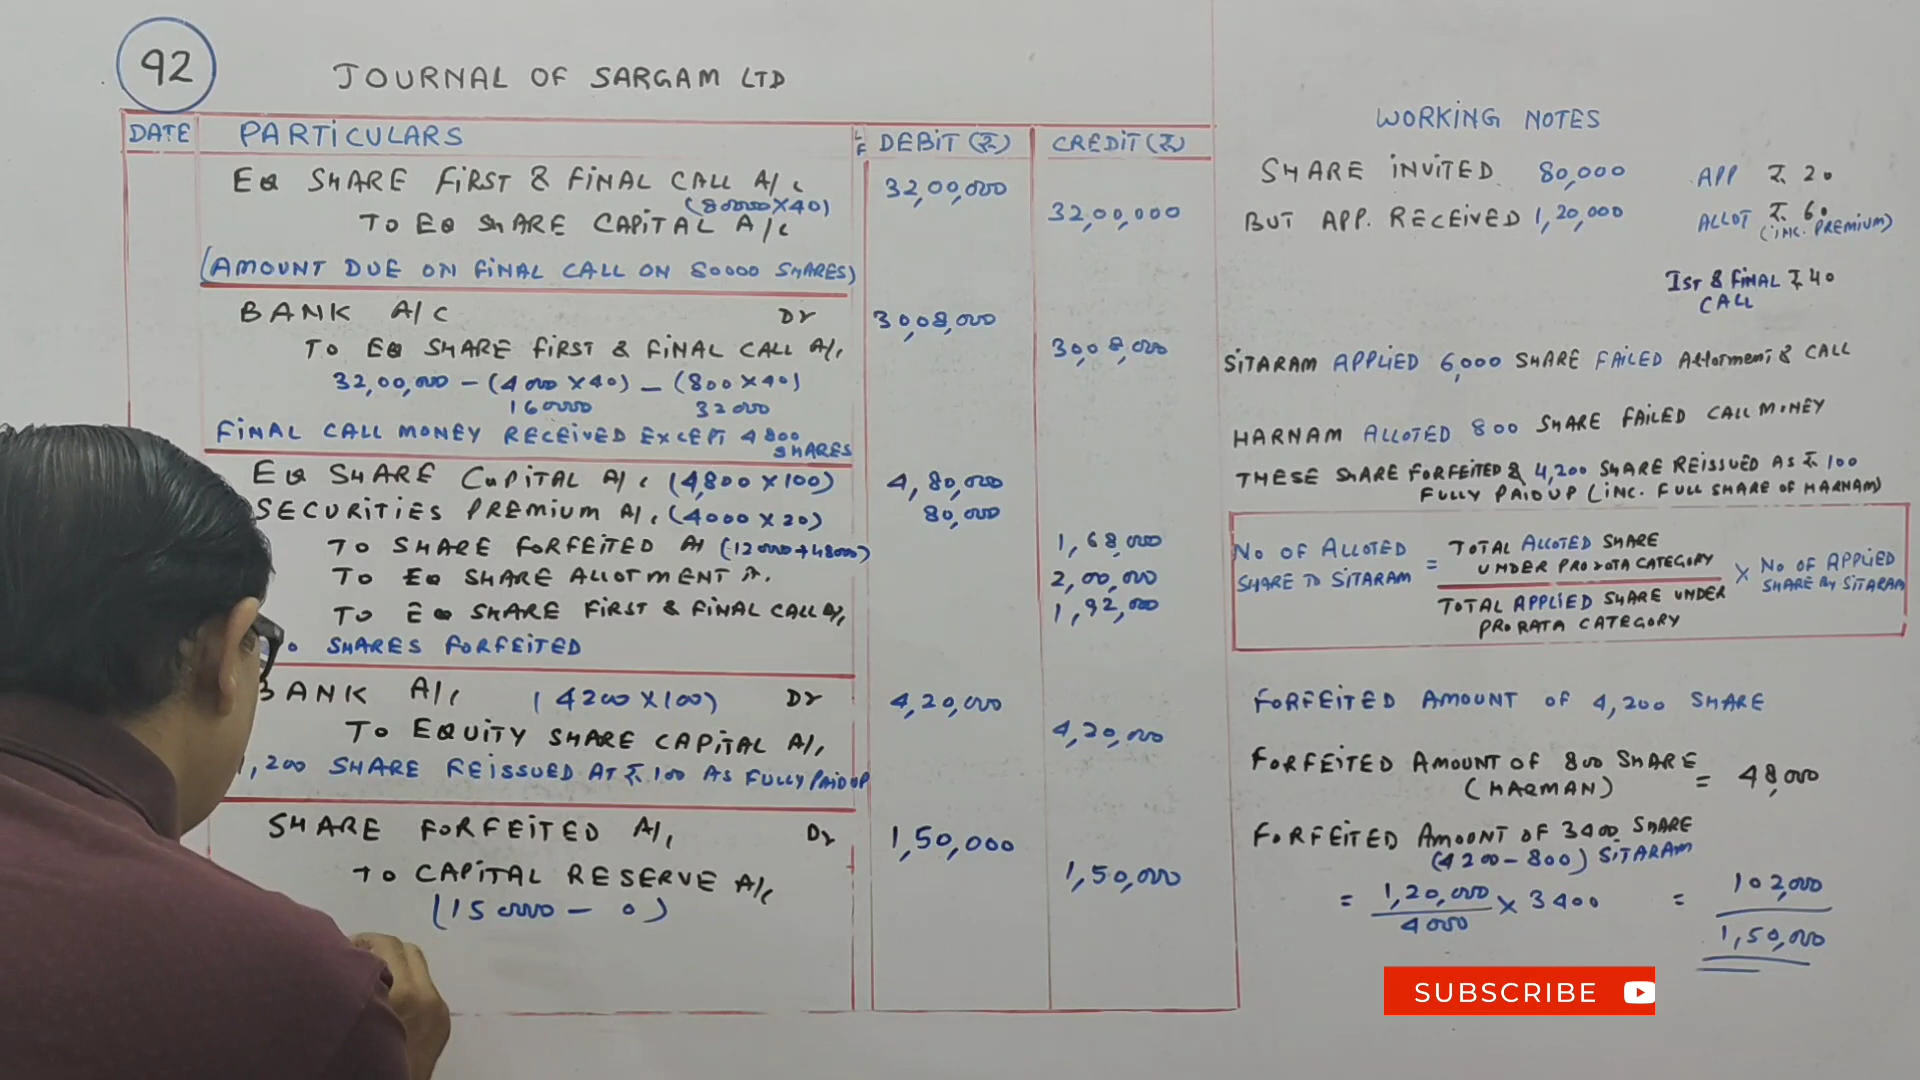 92
JOURNAL OF SARGAM LTD
DATE PARTICULARS LF DEBIT (₹) CREDIT (₹)
EQ SHARE FIRST & FINAL CALL A/c 32,00,000
(80000 X 40)
TO EQ SHARE CAPITAL A/c 32,00,000
(AMOUNT DUE ON FINAL CALL ON 80000 SHARES)
BANK A/C Dr 30,08,000
TO EQ SHARE FIRST & FINAL CALL A/c 30,08,000
32,00,000 - (4000 X 40) - (800 X 40)
160000 32000
FINAL CALL MONEY RECEIVED EXCEPT 4800
SHARES
EQ SHARE CAPITAL A/c (4,800 X 100) 4,80,000
SECURITIES PREMIUM A/c (4000 X 20) 80,000
TO SHARE FORFEITED A/c (12000+48000) 1,68,000
TO EQ SHARE ALLOTMENT 2,00,000
TO EQ SHARE FIRST & FINAL CALL A/c 1,92,000
SHARES FORFEITED
BANK A/c (4200 X 100) Dr 4,20,000
TO EQUITY SHARE CAPITAL A/c 4,20,000
,200 SHARE REISSUED AT ₹ 100 AS FULLY PAID UP
SHARE FORFEITED A/c Dr 1,50,000
TO CAPITAL RESERVE A/c 1,50,000
(150000 - 0)
WORKING NOTES
SHARE INVITED 80,000 APP ₹ 20
BUT APP. RECEIVED 1,20,000 ALLOT ₹ 60
(INC. PREMIUM)
IST & FINAL ₹ 40
CALL
SITARAM APPLIED 6,000 SHARE FAILED Allotment & CALL
HARNAM ALLOTED 800 SHARE FAILED CALL MONEY
THESE SHARE FORFEITED & 4,200 SHARE REISSUED AS ₹ 100
FULLY PAID UP (INC. FULL SHARE OF HARNAM)
NO OF ALLOTED SHARE TO SITARAM = TOTAL ALLOTED SHARE UNDER PRORATA CATEGORY X NO OF APPLIED SHARE BY SITARAM
TOTAL APPLIED SHARE UNDER
PRORATA CATEGORY
FORFEITED AMOUNT OF 4,200 SHARE
FORFEITED AMOUNT OF 800 SHARE = 48,000
(HARMAN)
FORFEITED AMOUNT OF 3400 SHARE
(4200-800) SITARAM
= 1,20,000 X 3400 = 102,000
4000 1,50,000
SUBSCRIBE